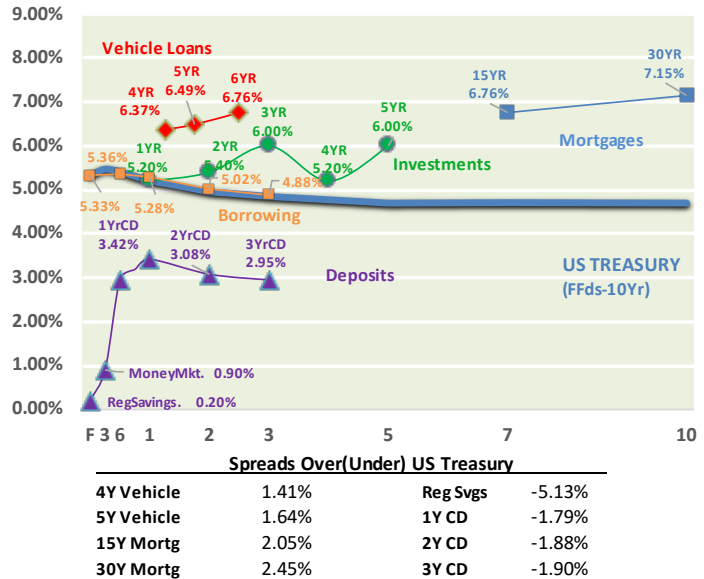 9.00%
8.00%
7.00%
6.00%
5.00%
4.00%
3.00%
2.00%
1.00%
0.00%
Vehicle Loans
4YR
6.37%
5YR
6.49%
6YR
6.76%
15YR
6.76%
30YR
7.15%
Mortgages
1YR
5.20%
2YR
5.40%
3YR
6.00%
4YR
5.20%
5YR
6.00%
Investments
5.36%
5.33%
5.28%
5.02%
4.88%
Borrowing
1YrCD
3.42%
2YrCD
3.08%
3YrCD
2.95%
Deposits
US TREASURY
(FFds-10Yr)
MoneyMkt. 0.90%
RegSavings. 0.20%
F 3 6 1 2 3 5 7 10
Spreads Over(Under) US Treasury
4Y Vehicle 1.41% Reg Svgs -5.13%
5Y Vehicle 1.64% 1Y CD -1.79%
15Y Mortg 2.05% 2Y CD -1.88%
30Y Mortg 2.45% 3Y CD -1.90%